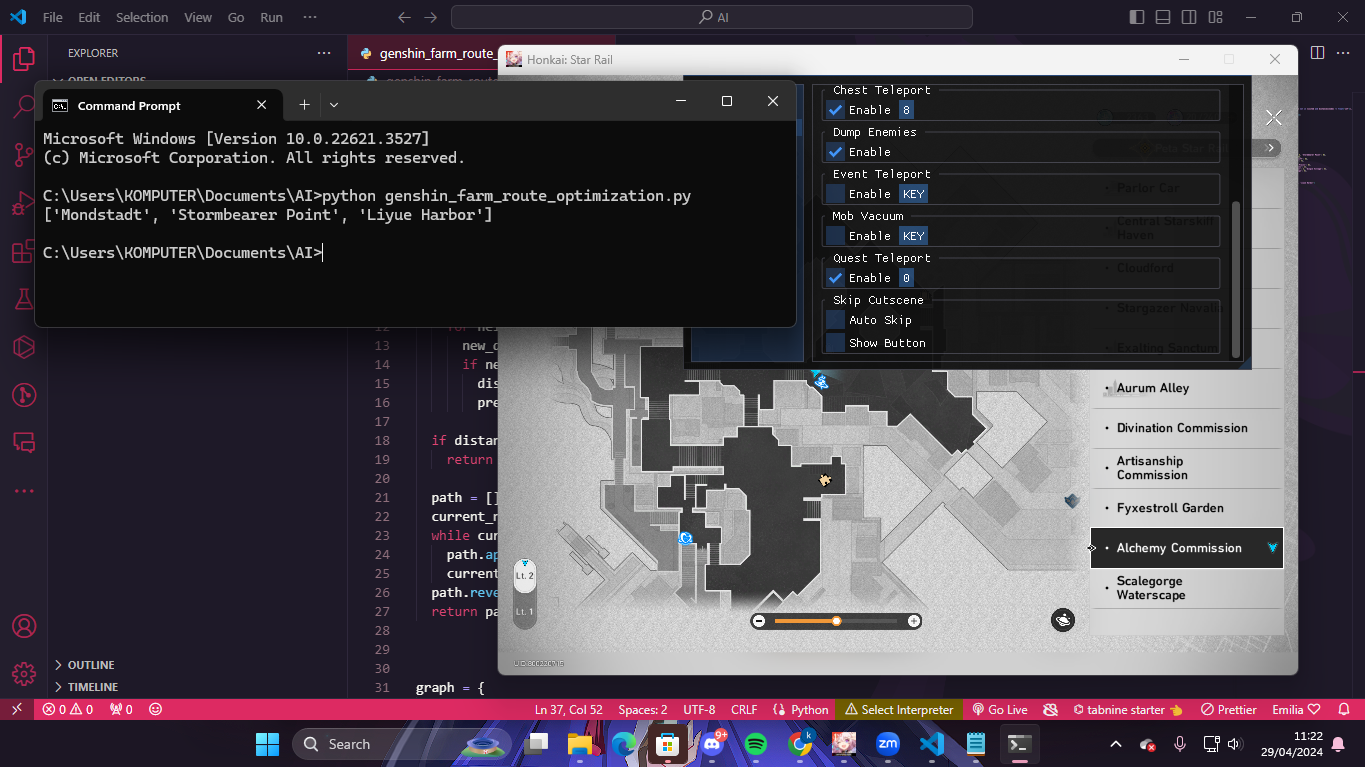 File Edit Selection View Go Run ···
AI
EXPLORER ···
OPEN EDITORS
genshin_farm_route_
genshin_farm_route
Honkai: Star Rail
Command Prompt
Microsoft Windows [Version 10.0.22621.3527]
(c) Microsoft Corporation. All rights reserved.
C:\Users\KOMPUTER\Documents\AI>python genshin_farm_route_optimization.py
['Mondstadt', 'Stormbearer Point', 'Liyue Harbor']
C:\Users\KOMPUTER\Documents\AI>
Chest Teleport
Enable 8
Dump Enemies
Enable
Event Teleport
Enable KEY
Mob Vacuum
Enable KEY
Quest Teleport
Enable 0
Skip Cutscene
Auto Skip
Show Button
Parlor Car
Central Starskiff
Haven
Cloudford
Stargazer Navalia
Exalting Sanctum
Aurum Alley
Divination Commission
Artisanship
Commission
Fyxestroll Garden
Alchemy Commission
Scalegorge
Waterscape
Lt. 2
Lt. 1
12 for nei
13 new_d
14 if ne
15 dis
16 pre
17
18 if distan
19 return
20
21 path = []
22 current_n
23 while cur
24 path.ap
25 current
26 path.reve
27 return pa
28
29
30
31 graph = {
OUTLINE
TIMELINE
0 0 0 Ln 37, Col 52 Spaces: 2 UTF-8 CRLF Python Select Interpreter Go Live tabnine starter Prettier Emilia
Search
9+
k
zm
11:22
29/04/2024